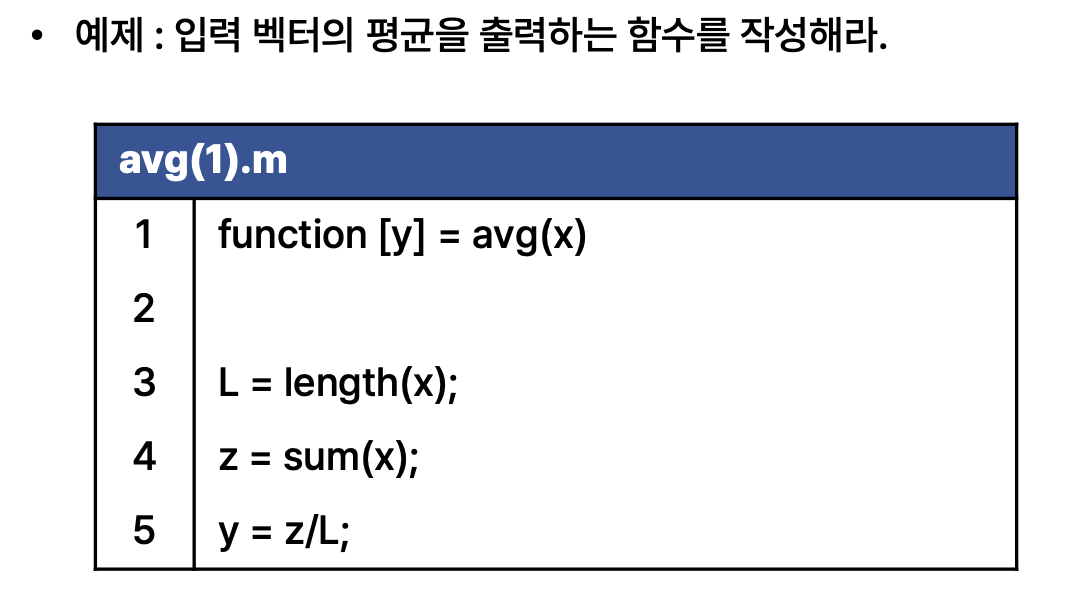 • 예제 : 입력 벡터의 평균을 출력하는 함수를 작성해라.
avg(1).m
1 function [y] = avg(x)
2
3 L = length(x);
4 z = sum(x);
5 y = z/L;